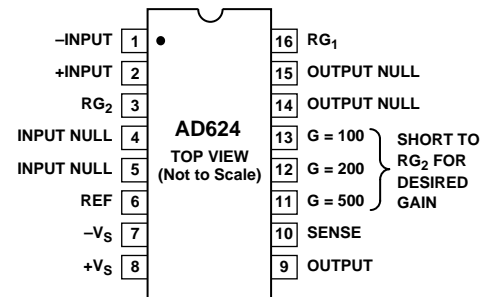 –INPUT 1
+INPUT 2
RG2 3
INPUT NULL 4
INPUT NULL 5
REF 6
–VS 7
+VS 8
AD624
TOP VIEW
(Not to Scale)
16 RG1
15 OUTPUT NULL
14 OUTPUT NULL
13 G = 100
12 G = 200
11 G = 500
10 SENSE
9 OUTPUT
SHORT TO
RG2 FOR
DESIRED
GAIN